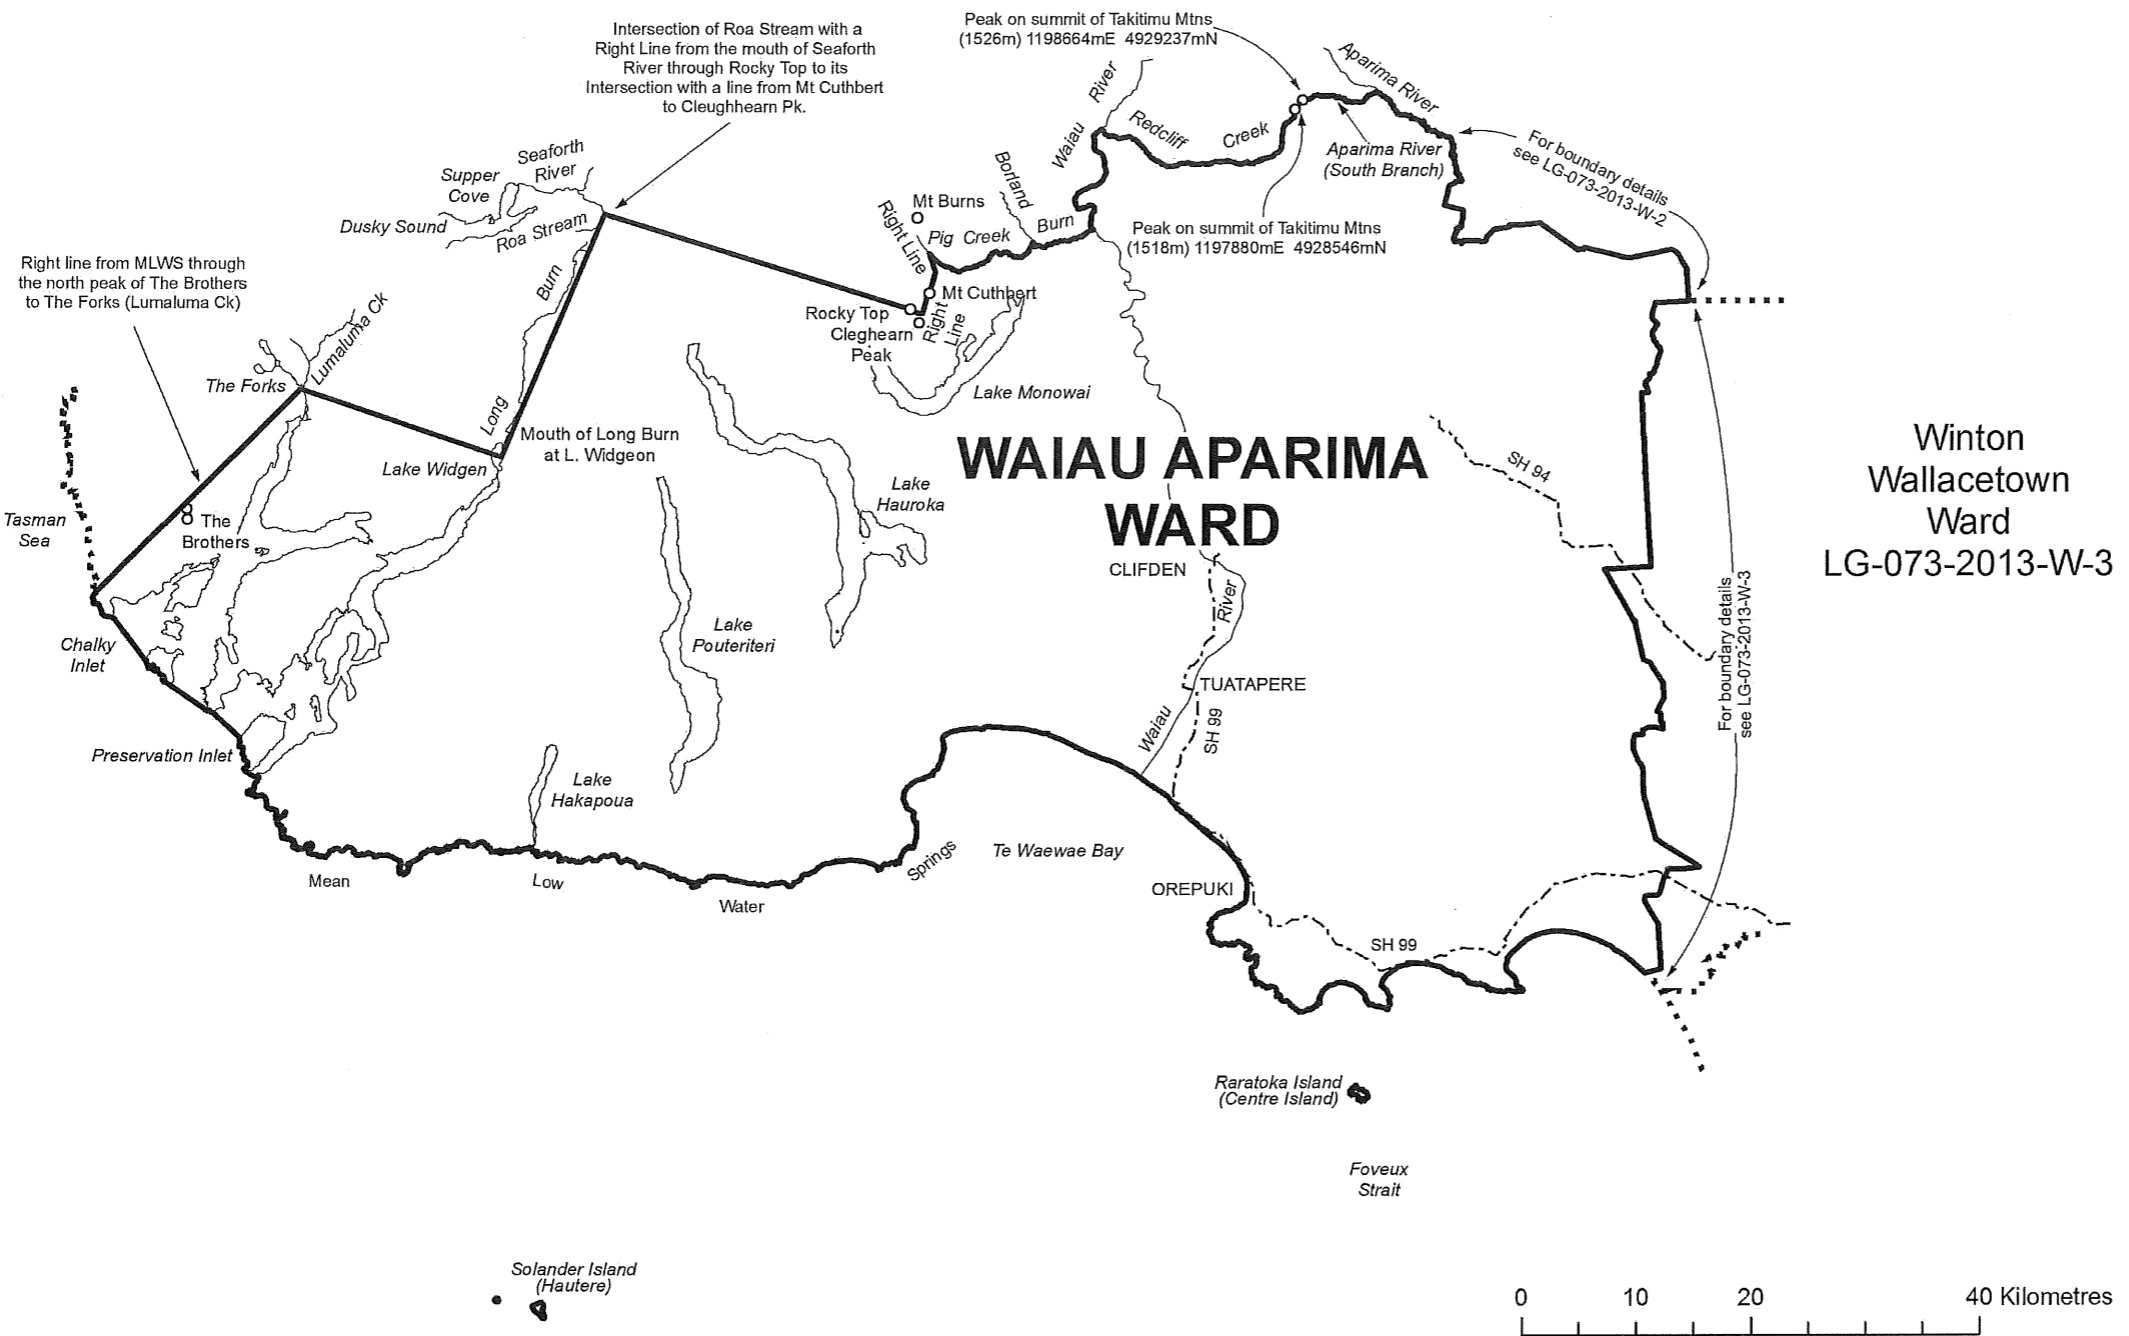 Intersection of Roa Stream with a
Right Line from the mouth of Seaforth
River through Rocky Top to its
Intersection with a line from Mt Cuthbert
to Cleughhearn Pk.
Peak on summit of Takitimu Mtns
(1526m) 1198664mE 4929237mN
Aparima River
River
Waiau
Redcliff
Creek
Aparima River
(South Branch)
For boundary details
see LG-073-2013-W-2
Seaforth
River
Supper
Cove
Dusky Sound
Roa Stream
Borland
Burn
Mt Burns
Right Line
Pig Creek
Peak on summit of Takitimu Mtns
(1518m) 1197880mE 4928546mN
Right line from MLWS through
the north peak of The Brothers
to The Forks (Lumaluma Ck)
Burn
Long
Mt Cuthbert
Rocky Top
Cleghearn
Peak
Right
Line
Lumaluma Ck
The Forks
Lake Monowai
Mouth of Long Burn
at L. Widgeon
Lake Widgen
WAIAU APARIMA
WARD
SH 94
Winton
Wallacetown
Ward
LG-073-2013-W-3
Lake
Hauroka
Tasman
Sea
The
Brothers
CLIFDEN
River
For boundary details
see LG-073-2013-W-3
Chalky
Inlet
Lake
Pouteriteri
TUATAPERE
Waiau
SH 99
Preservation Inlet
Lake
Hakapoua
Te Waewae Bay
Mean
Low
Water
Springs
OREPUKI
SH 99
Raratoka Island
(Centre Island)
Foveux
Strait
Solander Island
(Hautere)
0 10 20 40 Kilometres